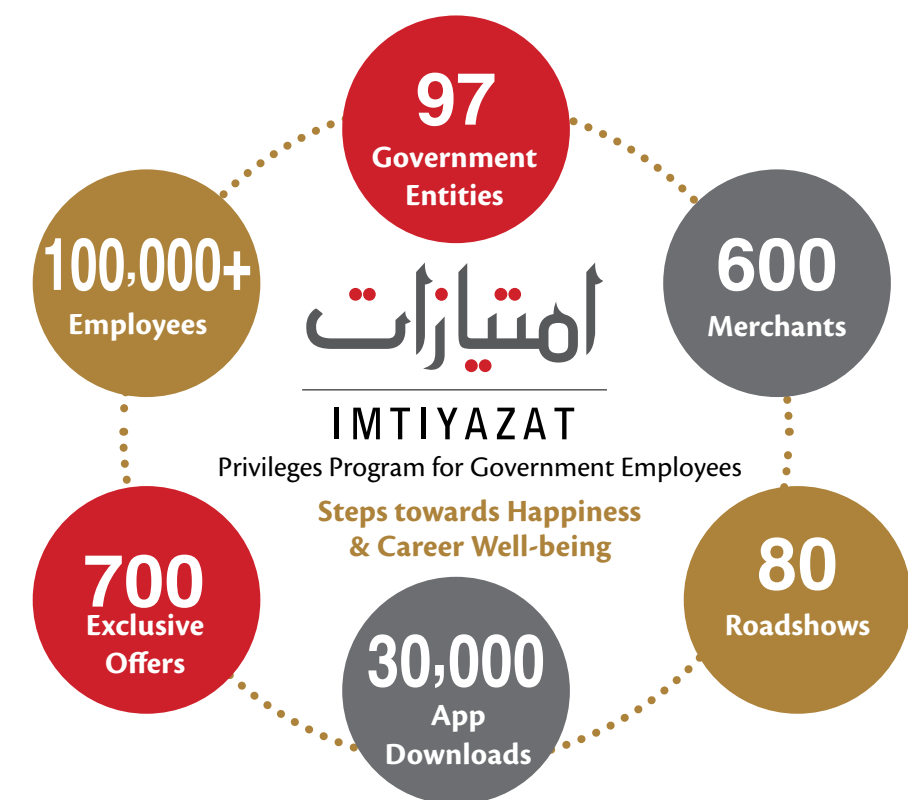 97
Government
Entities
100,000+
Employees
600
Merchants
امتيازات
IMTIYAZAT
Privileges Program for Government Employees
Steps towards Happiness
& Career Well-being
700
Exclusive
Offers
80
Roadshows
30,000
App
Downloads